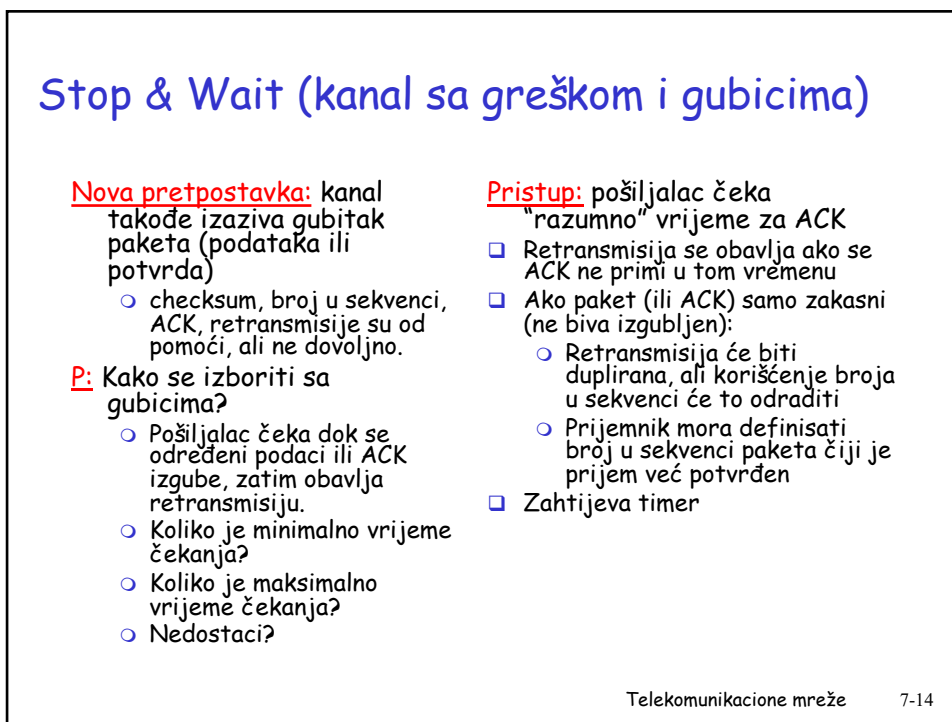 Stop & Wait (kanal sa greškom i gubicima)
Nova pretpostavka: kanal
takođe izaziva gubitak
paketa (podataka ili
potvrda)
checksum, broj u sekvenci,
ACK, retransmisije su od
pomoći, ali ne dovoljno.
P: Kako se izboriti sa
gubicima?
Pošiljalac čeka dok se
određeni podaci ili ACK
izgube, zatim obavlja
retransmisiju.
Koliko je minimalno vrijeme
čekanja?
Koliko je maksimalno
vrijeme čekanja?
Nedostaci?
Pristup: pošiljalac čeka
“razumno” vrijeme za ACK
Retransmisija se obavlja ako se
ACK ne primi u tom vremenu
Ako paket (ili ACK) samo zakasni
(ne biva izgubljen):
Retransmisija će biti
duplirana, ali korišćenje broja
u sekvenci će to odraditi
Prijemnik mora definisati
broj u sekvenci paketa čiji je
prijem već potvrđen
Zahtijeva timer
Telekomunikacione mreže 7-14